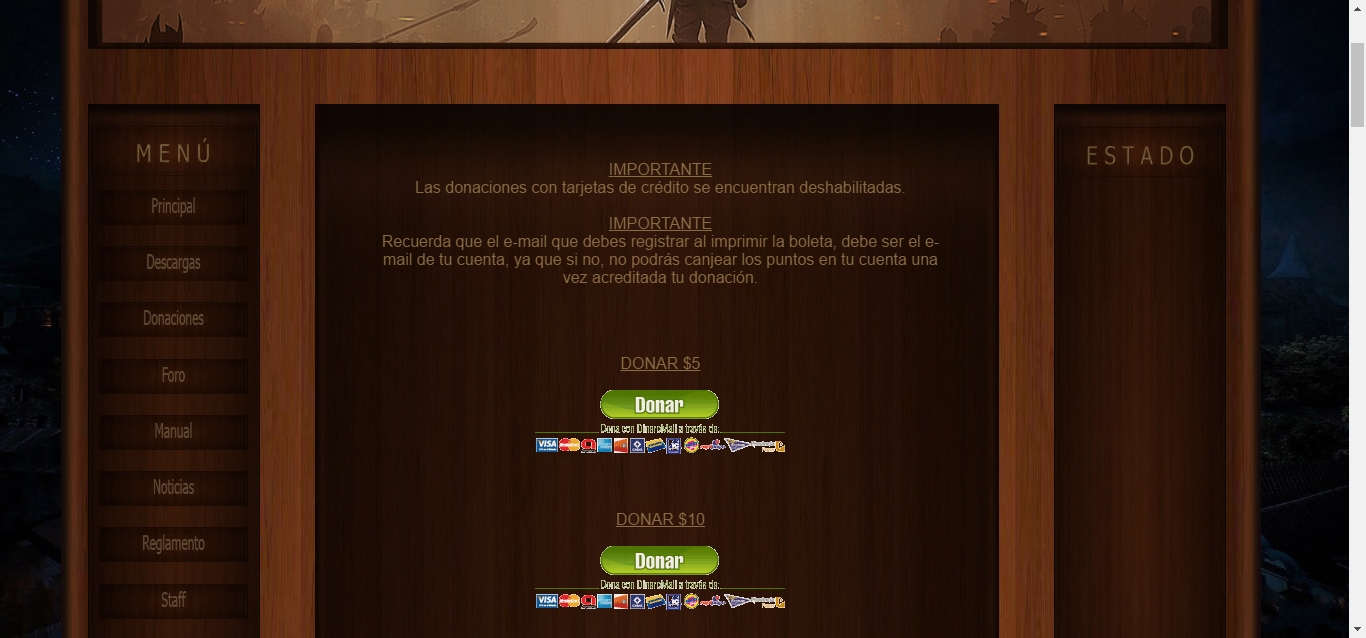 MENÚ
Principal
Descargas
Donaciones
Foro
Manual
Noticias
Reglamento
Staff
IMPORTANTE
Las donaciones con tarjetas de crédito se encuentran deshabilitadas.
IMPORTANTE
Recuerda que el e-mail que debes registrar al imprimir la boleta, debe ser el e-
mail de tu cuenta, ya que si no, no podrás canjear los puntos en tu cuenta una
vez acreditada tu donación.
DONAR $5
Donar
Dona con DineroMail a través de:
VISA
DONAR $10
Donar
Dona con DineroMail a través de:
VISA
ESTADO